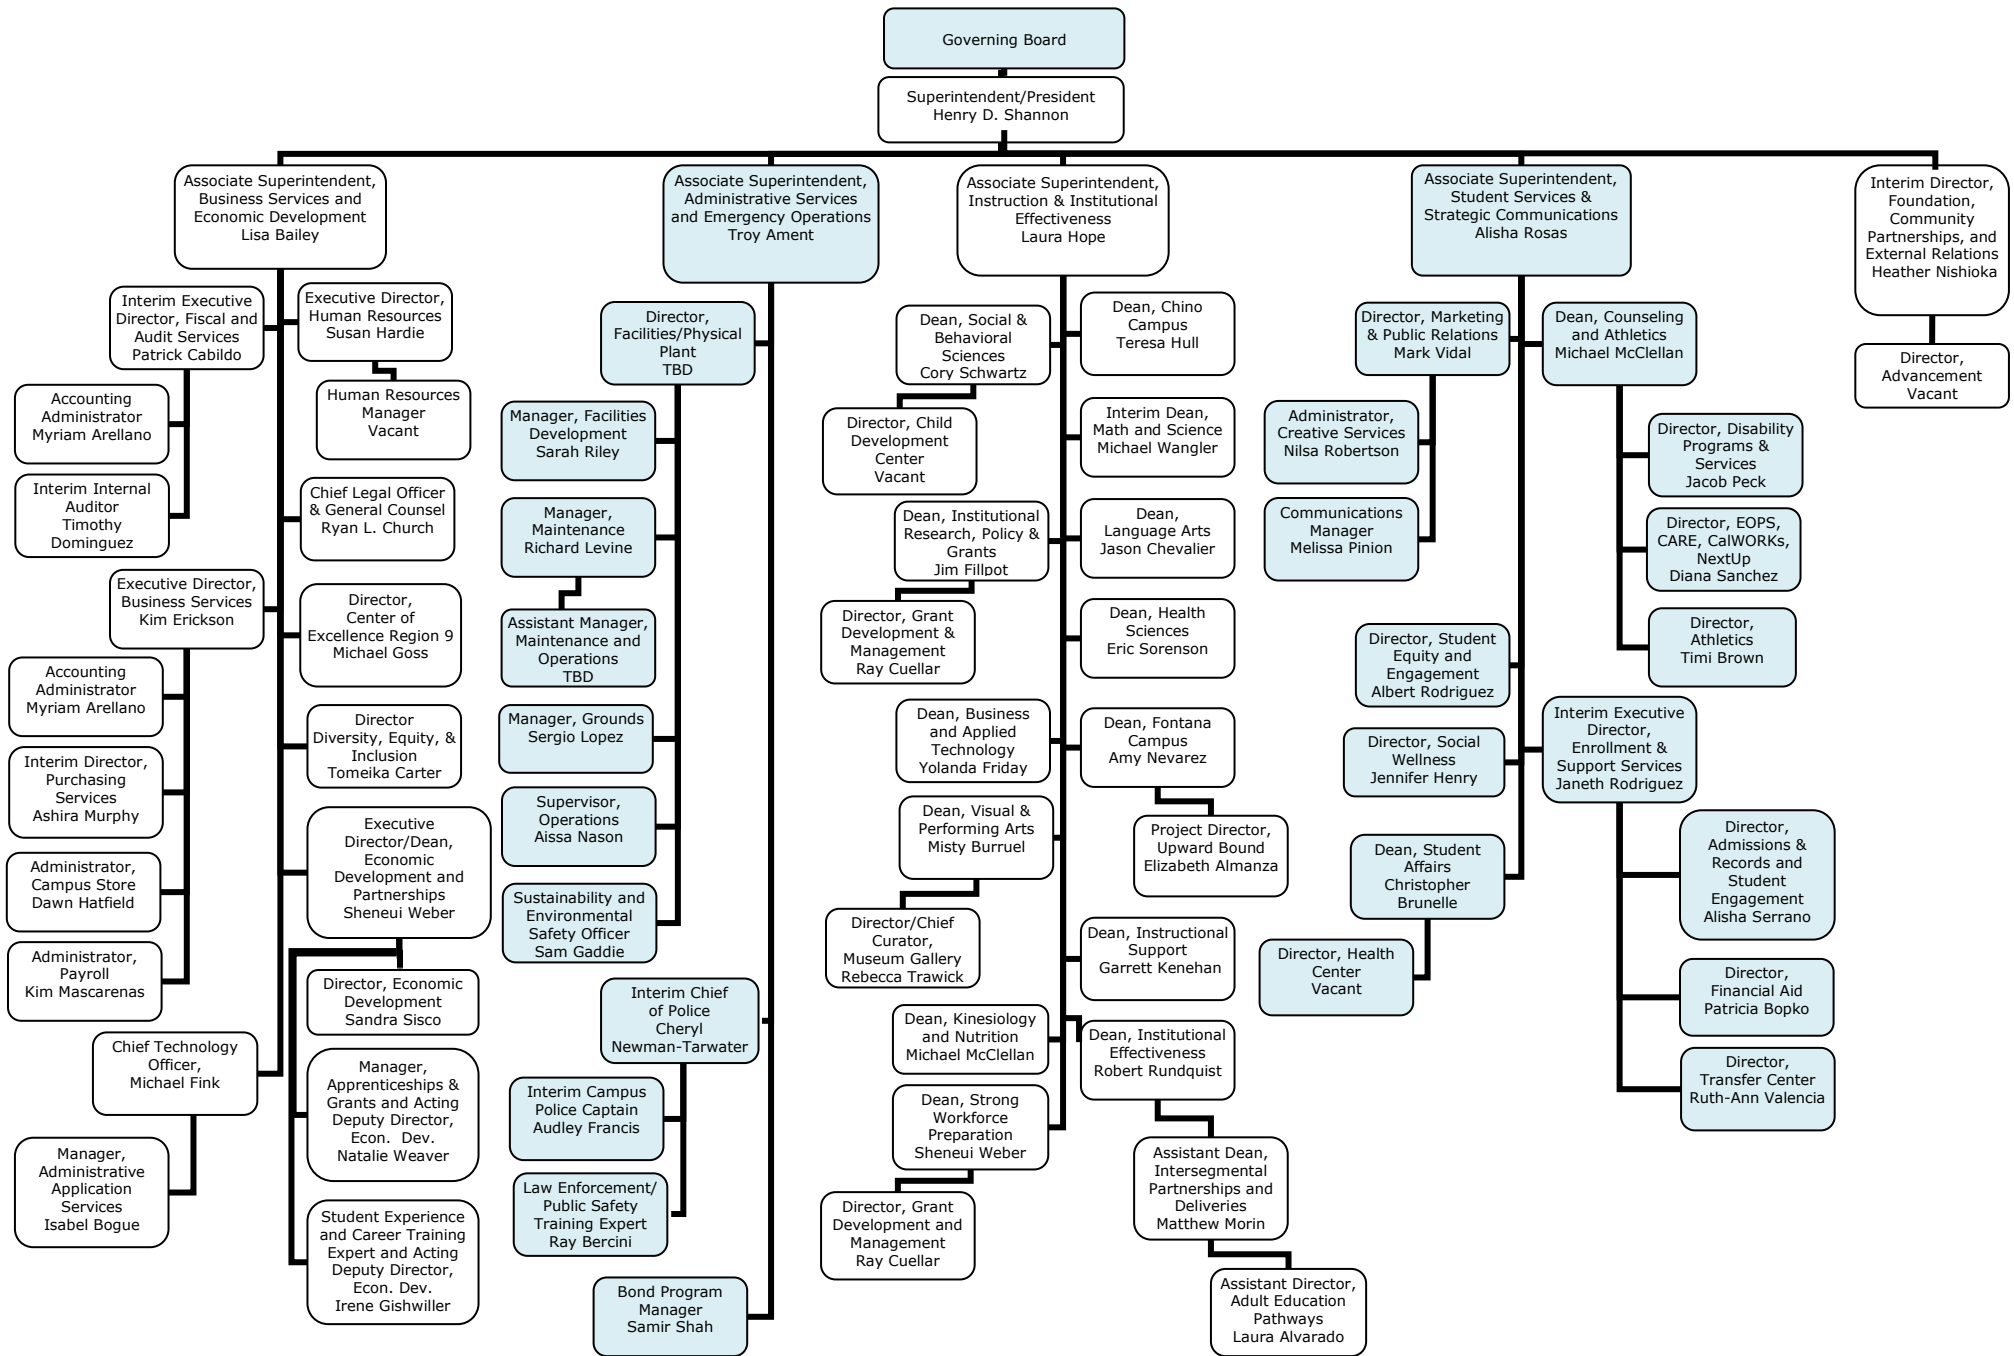 Governing Board
Superintendent/President
Henry D. Shannon
Associate Superintendent,
Business Services and
Economic Development
Lisa Bailey
Interim Executive
Director, Fiscal and
Audit Services
Patrick Cabildo
Accounting
Administrator
Myriam Arellano
Interim Internal
Auditor
Timothy
Dominguez
Executive Director,
Human Resources
Susan Hardie
Human Resources
Manager
Vacant
Chief Legal Officer
& General Counsel
Ryan L. Church
Executive Director,
Business Services
Kim Erickson
Accounting
Administrator
Myriam Arellano
Interim Director,
Purchasing
Services
Ashira Murphy
Administrator,
Campus Store
Dawn Hatfield
Administrator,
Payroll
Kim Mascarenas
Director,
Center of
Excellence Region 9
Michael Goss
Director
Diversity, Equity, &
Inclusion
Tomeika Carter
Executive
Director/Dean,
Economic
Development and
Partnerships
Sheneui Weber
Director, Economic
Development
Sandra Sisco
Manager,
Apprenticeships &
Grants and Acting
Deputy Director,
Econ. Dev.
Natalie Weaver
Student Experience
and Career Training
Expert and Acting
Deputy Director,
Econ. Dev.
Irene Gishwiller
Chief Technology
Officer,
Michael Fink
Manager,
Administrative
Application
Services
Isabel Bogue
Associate Superintendent,
Administrative Services
and Emergency Operations
Troy Ament
Director,
Facilities/Physical
Plant
TBD
Manager, Facilities
Development
Sarah Riley
Manager,
Maintenance
Richard Levine
Assistant Manager,
Maintenance and
Operations
TBD
Manager, Grounds
Sergio Lopez
Supervisor,
Operations
Aissa Nason
Sustainability and
Environmental
Safety Officer
Sam Gaddie
Interim Chief
of Police
Cheryl
Newman-Tarwater
Interim Campus
Police Captain
Audley Francis
Law Enforcement/
Public Safety
Training Expert
Ray Bercini
Bond Program
Manager
Samir Shah
Associate Superintendent,
Instruction & Institutional
Effectiveness
Laura Hope
Dean, Social &
Behavioral
Sciences
Cory Schwartz
Director, Child
Development
Center
Vacant
Dean, Institutional
Research, Policy &
Grants
Jim Fillpot
Director, Grant
Development &
Management
Ray Cuellar
Dean, Business
and Applied
Technology
Yolanda Friday
Dean, Visual &
Performing Arts
Misty Burruel
Director/Chief
Curator,
Museum Gallery
Rebecca Trawick
Dean, Kinesiology
and Nutrition
Michael McClellan
Dean, Strong
Workforce
Preparation
Sheneui Weber
Director, Grant
Development and
Management
Ray Cuellar
Dean, Chino
Campus
Teresa Hull
Interim Dean,
Math and Science
Michael Wangler
Dean,
Language Arts
Jason Chevalier
Dean, Health
Sciences
Eric Sorenson
Dean, Fontana
Campus
Amy Nevarez
Project Director,
Upward Bound
Elizabeth Almanza
Dean, Instructional
Support
Garrett Kenehan
Dean, Institutional
Effectiveness
Robert Rundquist
Assistant Dean,
Intersegmental
Partnerships and
Deliveries
Matthew Morin
Assistant Director,
Adult Education
Pathways
Laura Alvarado
Associate Superintendent,
Student Services &
Strategic Communications
Alisha Rosas
Director, Marketing
& Public Relations
Mark Vidal
Administrator,
Creative Services
Nilsa Robertson
Communications
Manager
Melissa Pinion
Director, Student
Equity and
Engagement
Albert Rodriguez
Director, Social
Wellness
Jennifer Henry
Dean, Student
Affairs
Christopher
Brunelle
Director, Health
Center
Vacant
Dean, Counseling
and Athletics
Michael McClellan
Director, Disability
Programs &
Services
Jacob Peck
Director, EOPS,
CARE, CalWORKs,
NextUp
Diana Sanchez
Director,
Athletics
Timi Brown
Interim Executive
Director,
Enrollment &
Support Services
Janeth Rodriguez
Director,
Admissions &
Records and
Student
Engagement
Alisha Serrano
Director,
Financial Aid
Patricia Bopko
Director,
Transfer Center
Ruth-Ann Valencia
Interim Director,
Foundation,
Community
Partnerships, and
External Relations
Heather Nishioka
Director,
Advancement
Vacant